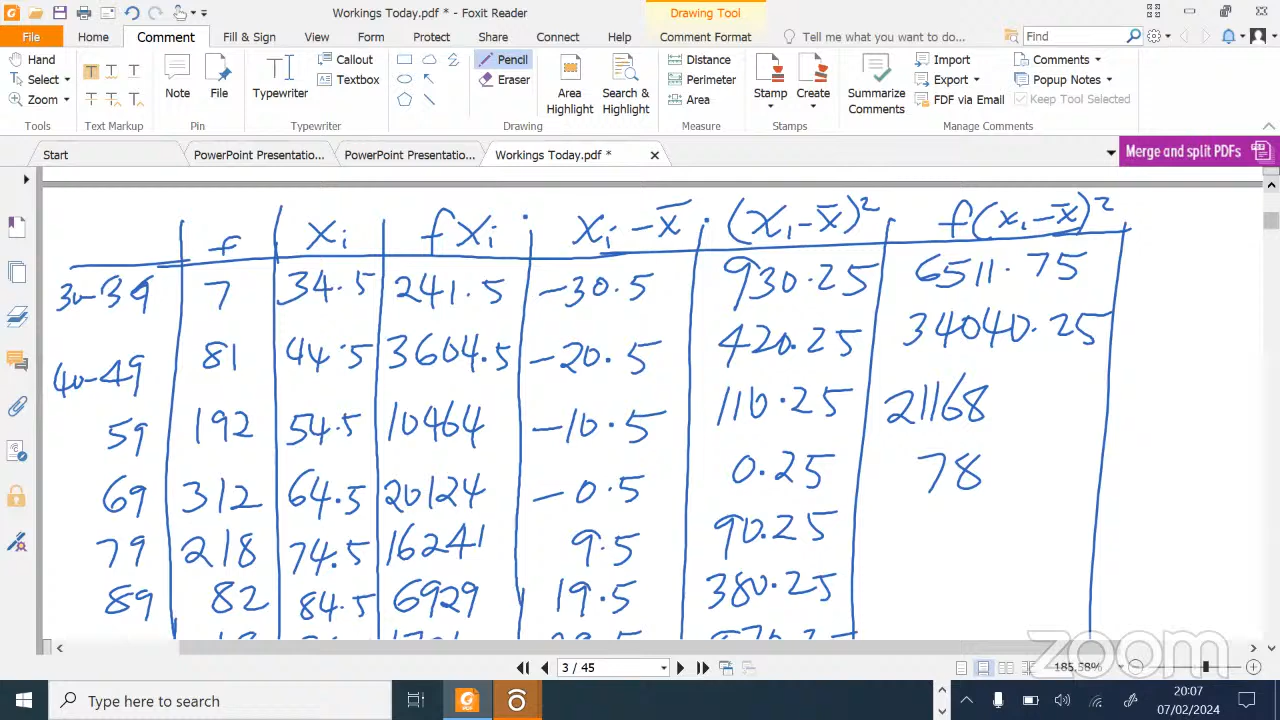 Workings Today.pdf * - Foxit Reader
Drawing Tool
File Home Comment Fill & Sign View Form Protect Share Connect Help Comment Format Tell me what you want to do... Find
Hand
Select
Zoom
Tools
Text Markup
Note
File
Pin
Typewriter
Callout
Textbox
Typewriter
Pencil
Eraser
Drawing
Area Highlight
Search & Highlight
Distance
Perimeter
Area
Measure
Stamp
Create
Stamps
Summarize Comments
Import
Export
FDF via Email
Comments
Popup Notes
Keep Tool Selected
Manage Comments
Start PowerPoint Presentatio... PowerPoint Presentatio... Workings Today.pdf * Merge and split PDFs
f xi fxi xi-x̄ (xi-x̄)² f(xi-x̄)²
30-39 7 34.5 241.5 -30.5 930.25 6511.75
40-49 81 44.5 3604.5 -20.5 420.25 34040.25
59 192 54.5 10464 -10.5 110.25 21168
69 312 64.5 20124 -0.5 0.25 78
79 218 74.5 16241 9.5 90.25
89 82 84.5 6929 19.5 380.25
zoom
3 / 45 185.58%
Type here to search
20:07
07/02/2024